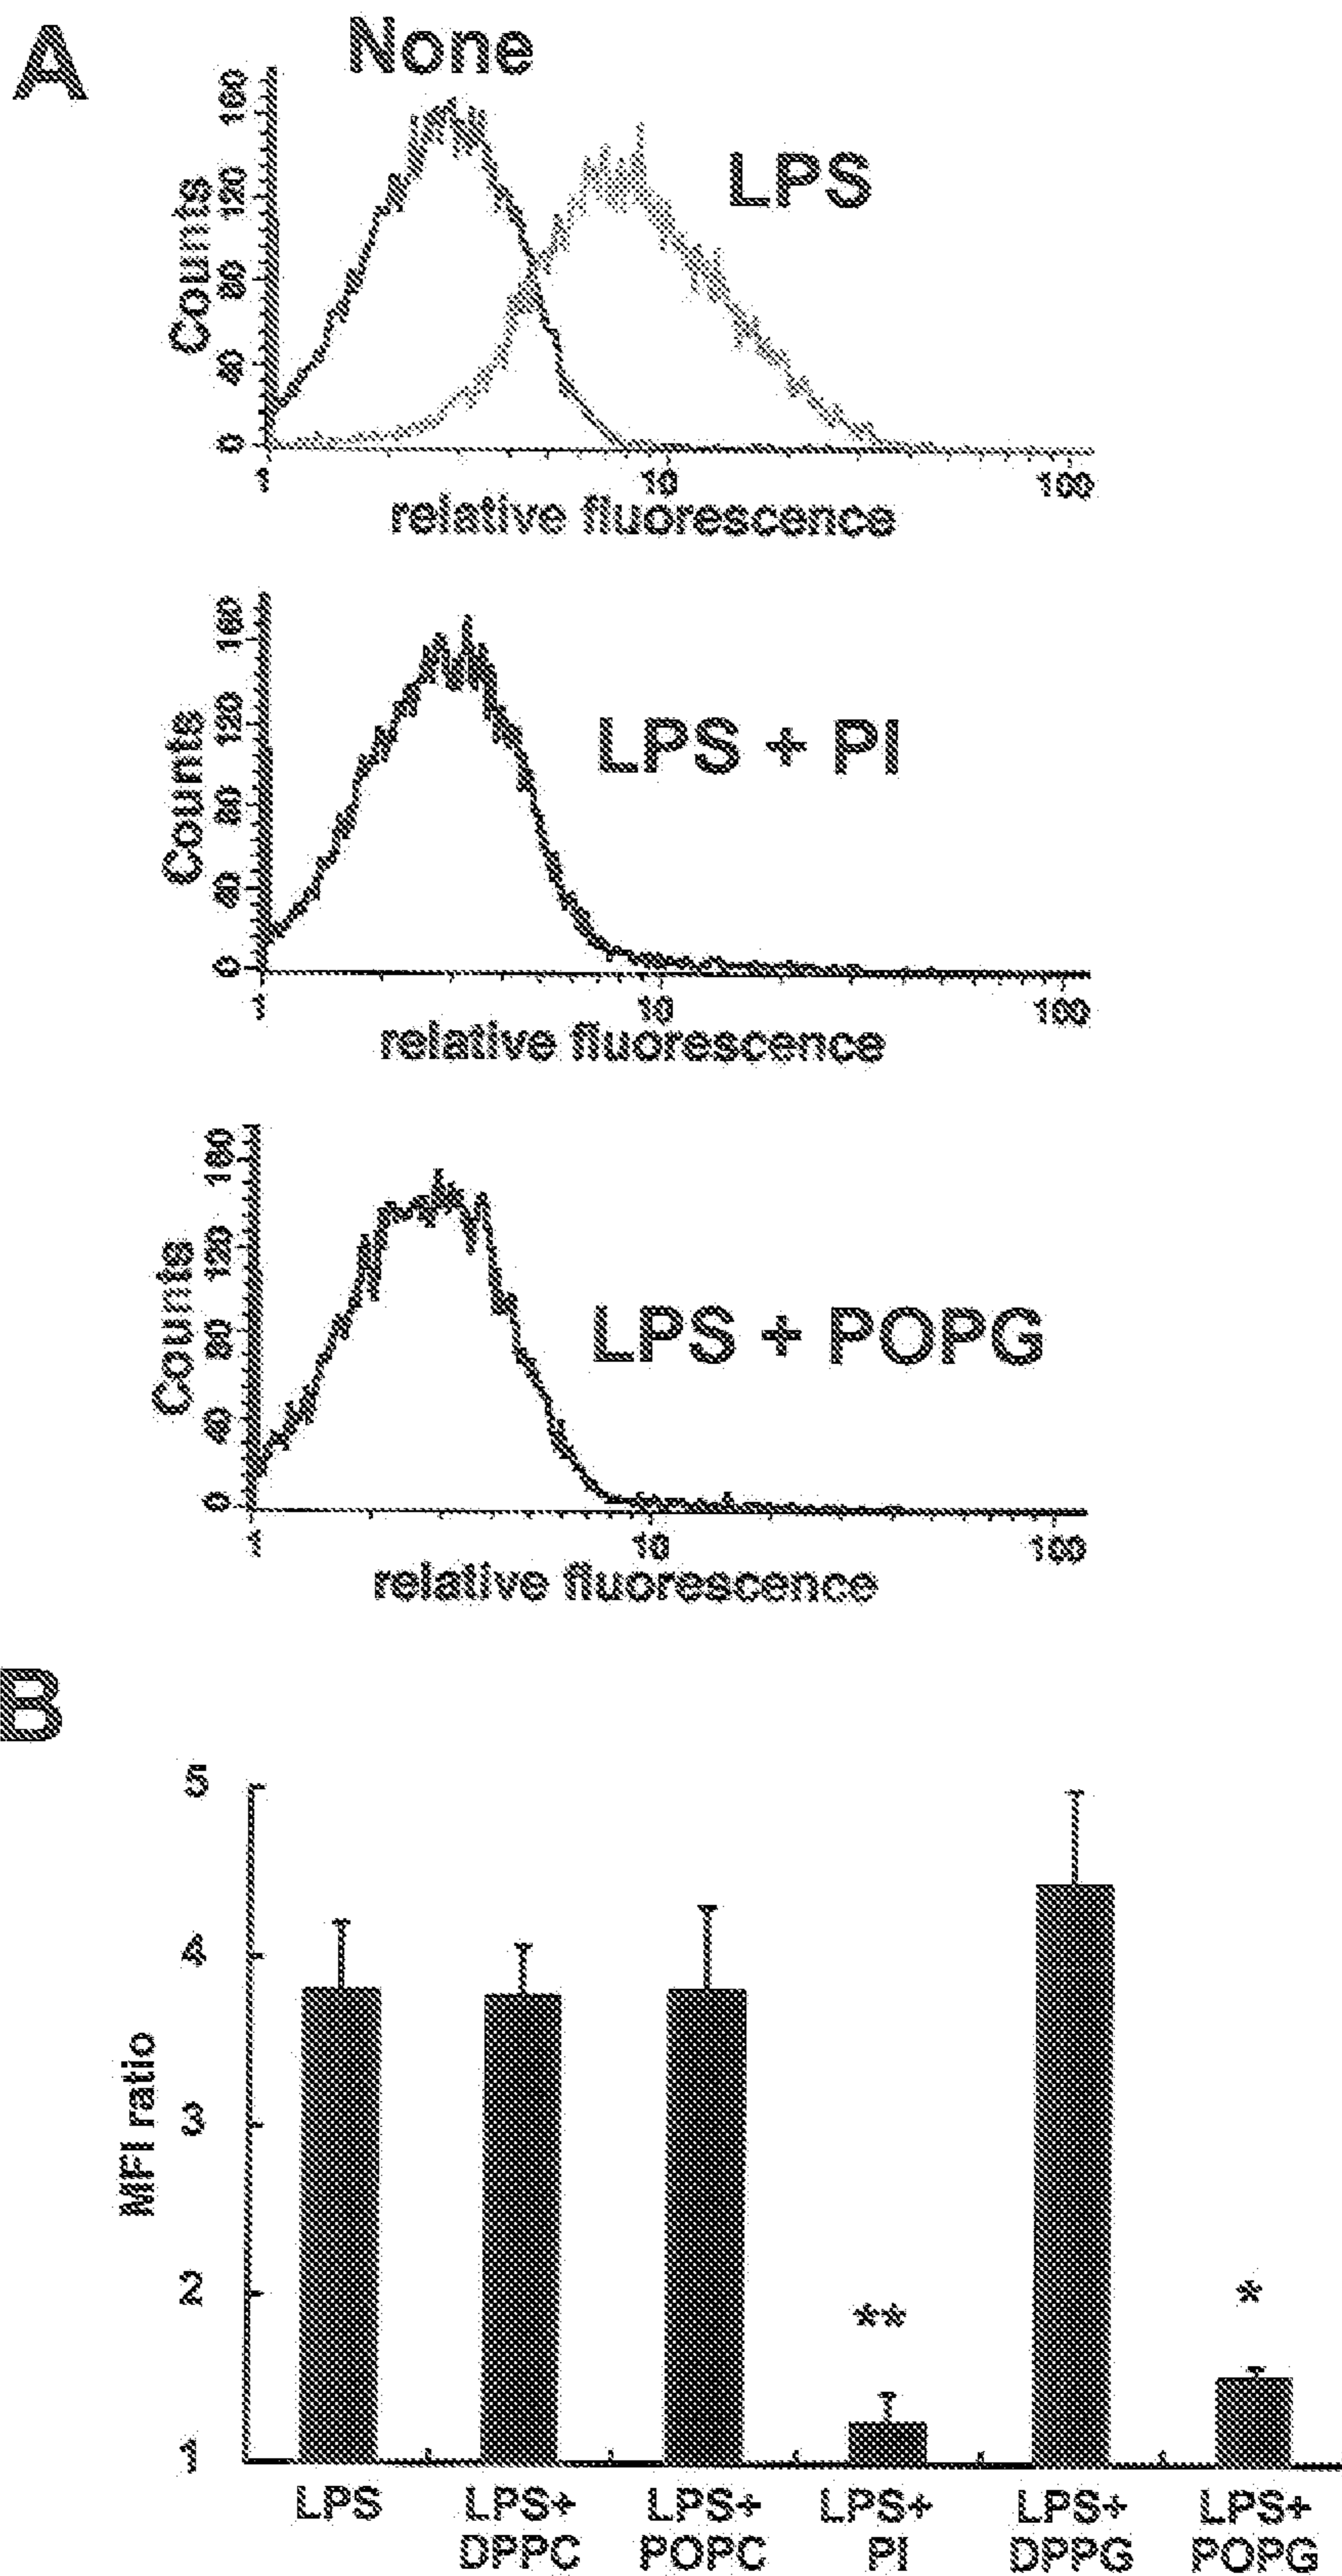 A
None
LPS
Counts
160
120
80
40
0
1
10
100
relative fluorescence
LPS + PI
Counts
160
120
80
40
0
1
10
100
relative fluorescence
LPS + POPG
Counts
160
120
80
40
0
1
10
100
relative fluorescence
B
MFI ratio
5
4
3
2
1
**
*
LPS
LPS+
DPPC
LPS+
POPC
LPS+
PI
LPS+
DPPG
LPS+
POPG